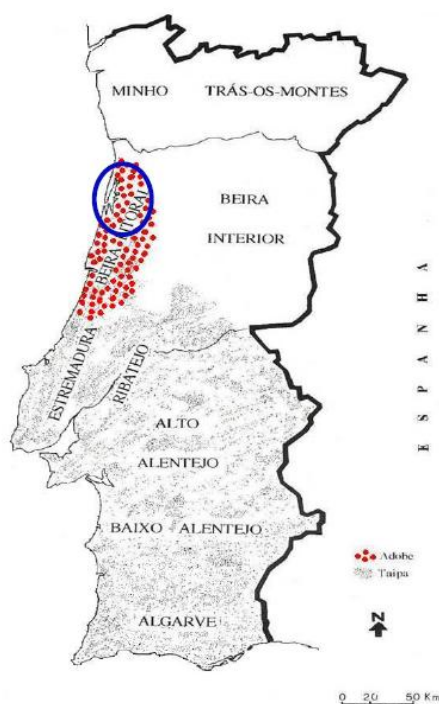 MINHO TRÁS-OS-MONTES
BEIRA
INTERIOR
BEIRA LITORAL
ESTREMADURA
RIBATEJO
ALTO
ALENTEJO
BAIXO - ALENTEJO
ALGARVE
ESPANHA
Adobe
Taipa
N
0 20 50 Km